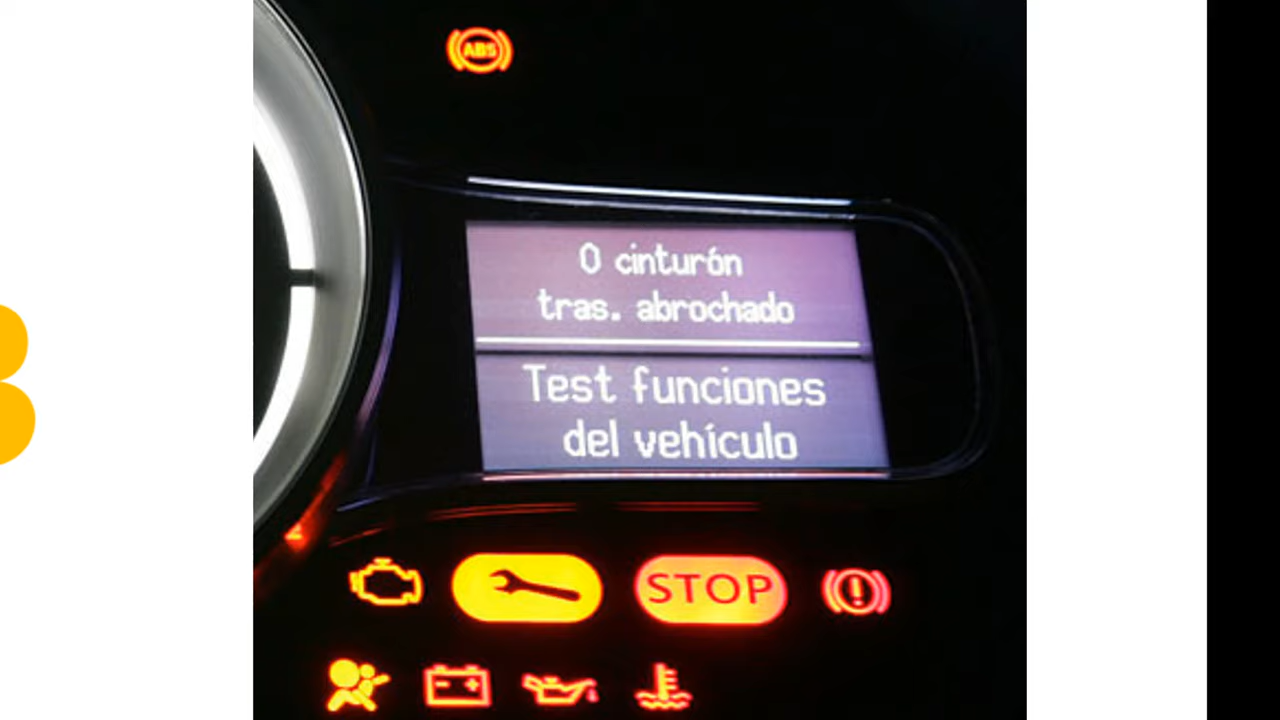 ABS
0 cinturón
tras. abrochado
Test funciones
del vehículo
STOP